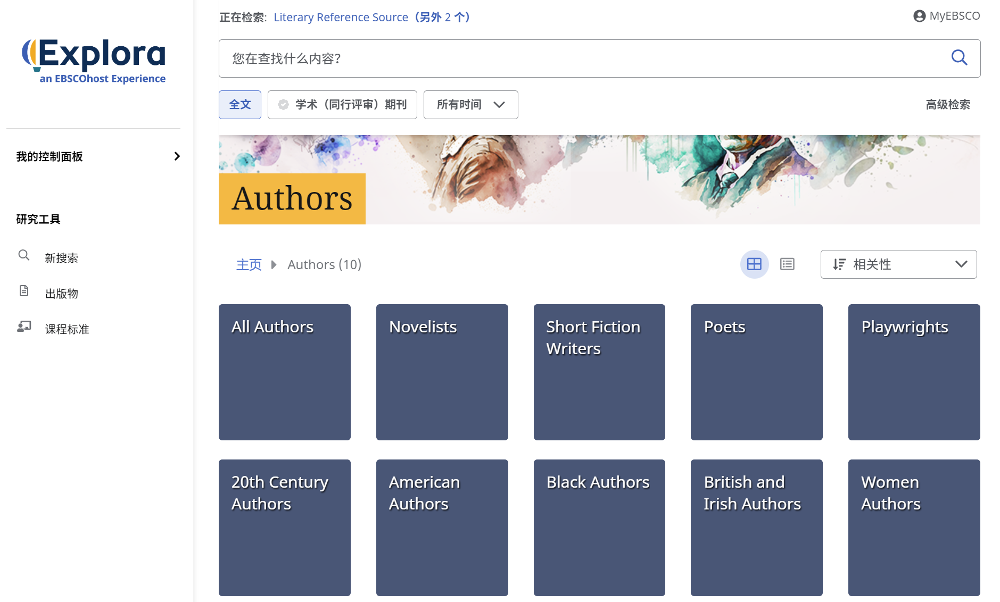 Explora
an EBSCOhost Experience
我的控制面板
研究工具
新搜索
出版物
课程标准
正在检索: Literary Reference Source（另外 2 个）
MyEBSCO
您在查找什么内容？
全文
学术（同行评审）期刊
所有时间
高级检索
Authors
主页
Authors (10)
相关性
All Authors
Novelists
Short Fiction
Writers
Poets
Playwrights
20th Century
Authors
American
Authors
Black Authors
British and
Irish Authors
Women
Authors